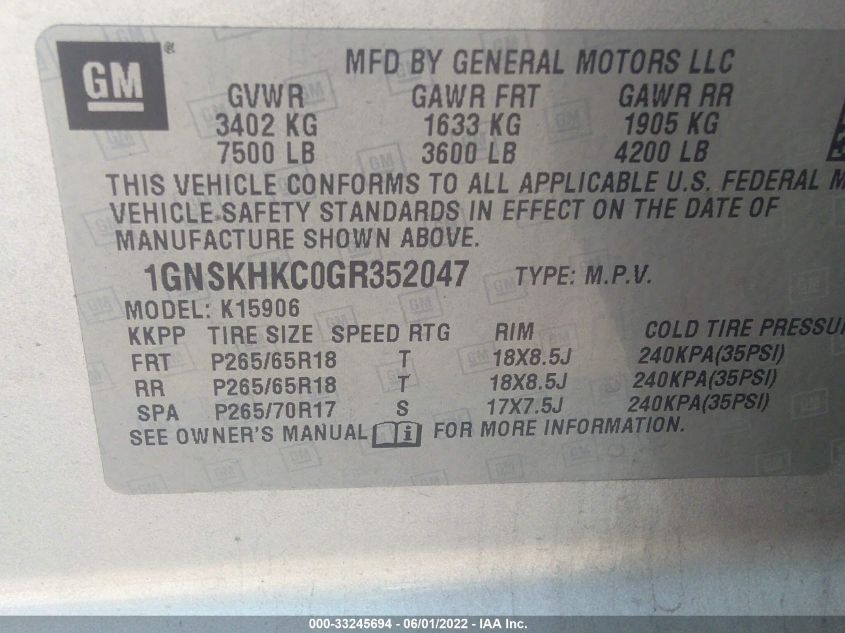 GM
MFD BY GENERAL MOTORS LLC
GVWR GAWR FRT GAWR RR
3402 KG 1633 KG 1905 KG
7500 LB 3600 LB 4200 LB
THIS VEHICLE CONFORMS TO ALL APPLICABLE U.S. FEDERAL M
VEHICLE SAFETY STANDARDS IN EFFECT ON THE DATE OF
MANUFACTURE SHOWN ABOVE.
1GNSKHKC0GR352047 TYPE: M.P.V.
MODEL: K15906
KKPP TIRE SIZE SPEED RTG RIM COLD TIRE PRESSU
FRT P265/65R18 T 18X8.5J 240KPA(35PSI)
RR P265/65R18 T 18X8.5J 240KPA(35PSI)
SPA P265/70R17 S 17X7.5J 240KPA(35PSI)
SEE OWNER'S MANUAL i FOR MORE INFORMATION.
000-33245694 - 06/01/2022 - IAA Inc.